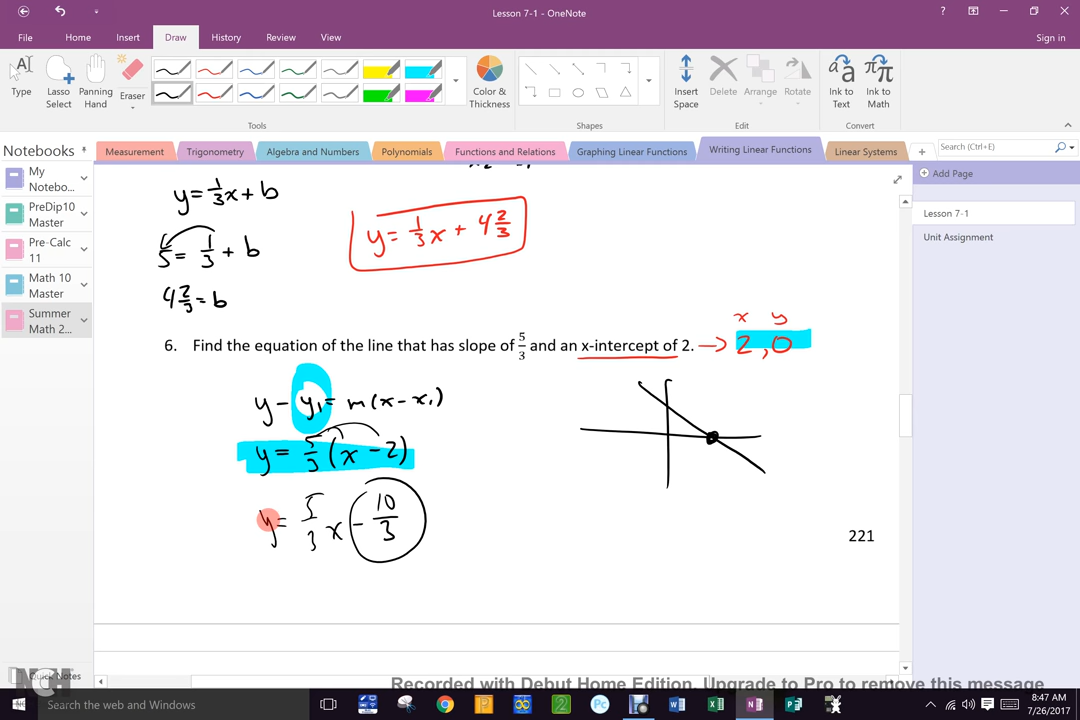 Lesson 7-1 - OneNote
File Home Insert Draw History Review View
Sign in
Type
Lasso Select
Panning Hand
Eraser
Color & Thickness
Insert Space
Delete
Arrange
Rotate
Ink to Text
Ink to Math
Tools
Shapes
Edit
Convert
Notebooks
Measurement
Trigonometry
Algebra and Numbers
Polynomials
Functions and Relations
Graphing Linear Functions
Writing Linear Functions
Linear Systems
Search (Ctrl+E)
My Notebo...
PreDip10 Master
Pre-Calc 11
Math 10 Master
Summer Math 2...
Add Page
Lesson 7-1
Unit Assignment
y = 1/3 x + b
5 = 1/3 + b
4 2/3 = b
y = 1/3 x + 4 2/3
6. Find the equation of the line that has slope of 5/3 and an x-intercept of 2.
x y
→ 2, 0
y - y₁ = m(x - x₁)
y = 5/3 (x - 2)
y = 5/3 x - 10/3
221
Quick Notes
NCH
Recorded with Debut Home Edition. Upgrade to Pro to remove this message
Search the web and Windows
8:47 AM
7/26/2017